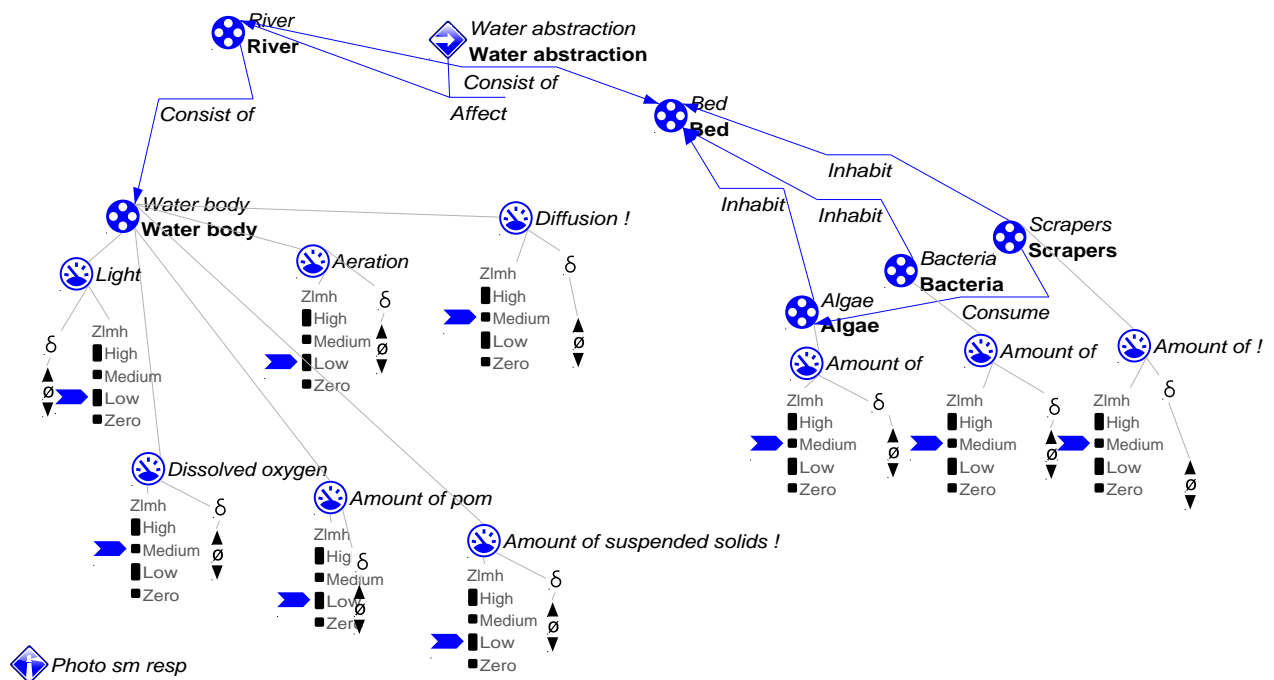 River
River
Water abstraction
Water abstraction
Consist of
Consist of
Affect
Bed
Bed
Inhabit
Inhabit
Inhabit
Water body
Water body
Diffusion !
Scrapers
Scrapers
Light
Aeration
δ
Bacteria
Bacteria
Zlmh
High
Medium
Low
Zero
δ
ø
Zlmh
High
Medium
Low
Zero
δ
ø
Zlmh
High
Medium
Low
Zero
ø
Algae
Algae
Consume
Amount of
Amount of
Amount of !
Zlmh
High
Medium
Low
Zero
δ
ø
Zlmh
High
Medium
Low
Zero
δ
ø
Zlmh
High
Medium
Low
Zero
δ
ø
Dissolved oxygen
Amount of pom
Amount of suspended solids !
Zlmh
High
Medium
Low
Zero
δ
ø
Zlmh
Hig
Medium
Low
Zero
δ
ø
Zlmh
High
Medium
Low
Zero
δ
ø
Photo sm resp